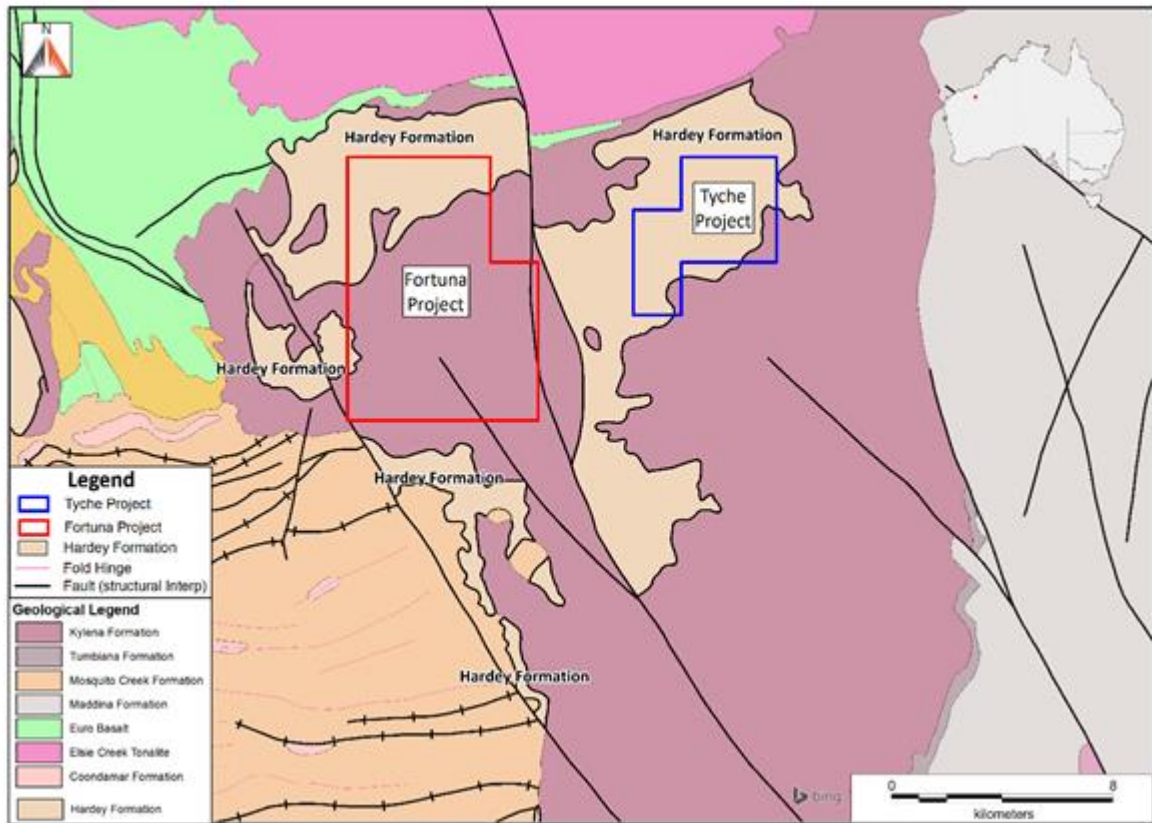 N
Hardey Formation
Hardey Formation
Tyche
Project
Fortuna
Project
Hardey Formation
Hardey Formation
Hardey Formation
Legend
Tyche Project
Fortuna Project
Hardey Formation
Fold Hinge
Fault (structural Interp)
Geological Legend
Kylena Formation
Tumbiana Formation
Mosquito Creek Formation
Maddina Formation
Euro Basalt
Elsie Creek Tonalite
Coondamar Formation
Hardey Formation
bing
0 8
kilometers